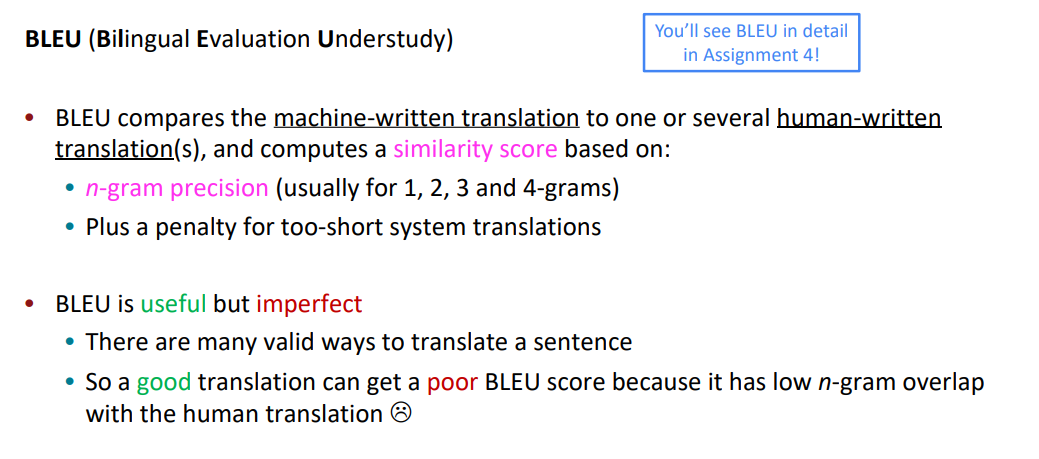 BLEU (Bilingual Evaluation Understudy)
You’ll see BLEU in detail
in Assignment 4!
• BLEU compares the machine-written translation to one or several human-written
translation(s), and computes a similarity score based on:
• n-gram precision (usually for 1, 2, 3 and 4-grams)
• Plus a penalty for too-short system translations
• BLEU is useful but imperfect
• There are many valid ways to translate a sentence
• So a good translation can get a poor BLEU score because it has low n-gram overlap
with the human translation ☹